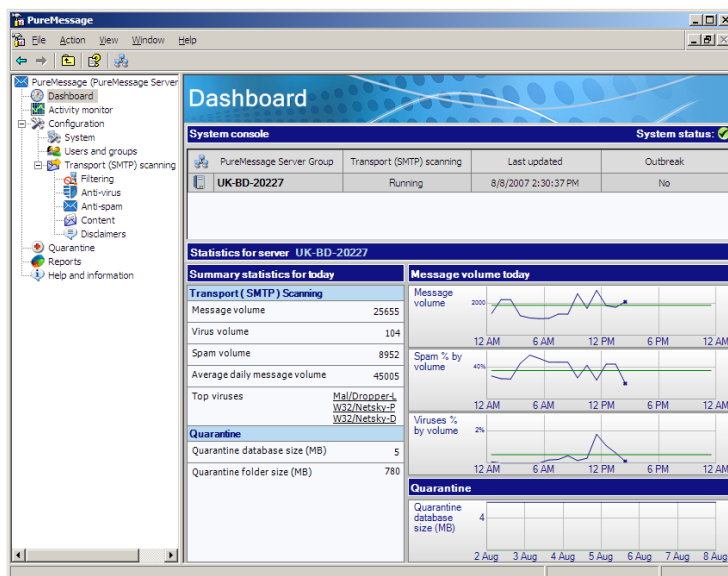 PureMessage
File Action View Window Help
PureMessage (PureMessage Server
Dashboard
Activity monitor
Configuration
System
Users and groups
Transport (SMTP) scanning
Filtering
Anti-virus
Anti-spam
Content
Disclaimers
Quarantine
Reports
Help and information
Dashboard
System console System status:
PureMessage Server Group Transport (SMTP) scanning Last updated Outbreak
UK-BD-20227 Running 8/8/2007 2:30:37 PM No
Statistics for server UK-BD-20227
Summary statistics for today
Transport ( SMTP ) Scanning
Message volume 25655
Virus volume 104
Spam volume 8952
Average daily message volume 45005
Top viruses Mal/Dropper-L
W32/Netsky-P
W32/Netsky-D
Quarantine
Quarantine database size (MB) 5
Quarantine folder size (MB) 780
Message volume today
Message
volume
2000
12 AM 6 AM 12 PM 6 PM 12 AM
Spam % by
volume
40%
12 AM 6 AM 12 PM 6 PM 12 AM
Viruses %
by volume
2%
12 AM 6 AM 12 PM 6 PM 12 AM
Quarantine
Quarantine
database
size (MB)
4
2 Aug 3 Aug 4 Aug 5 Aug 6 Aug 7 Aug 8 Aug